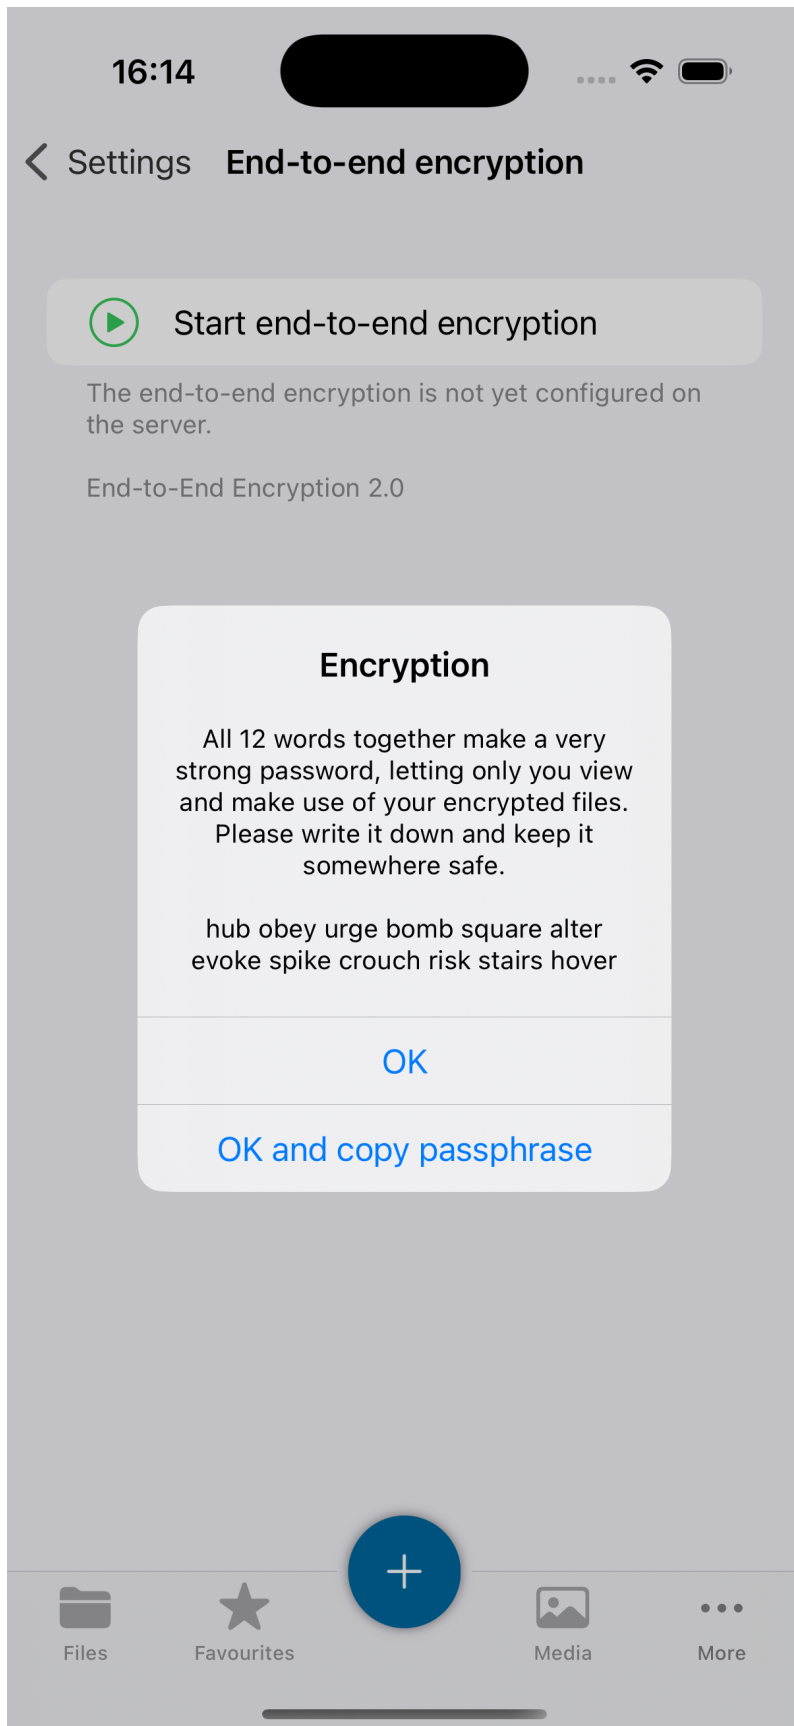 16:14
Settings End-to-end encryption
Start end-to-end encryption
The end-to-end encryption is not yet configured on
the server.
End-to-End Encryption 2.0
Encryption
All 12 words together make a very
strong password, letting only you view
and make use of your encrypted files.
Please write it down and keep it
somewhere safe.
hub obey urge bomb square alter
evoke spike crouch risk stairs hover
OK
OK and copy passphrase
Files Favourites Media More